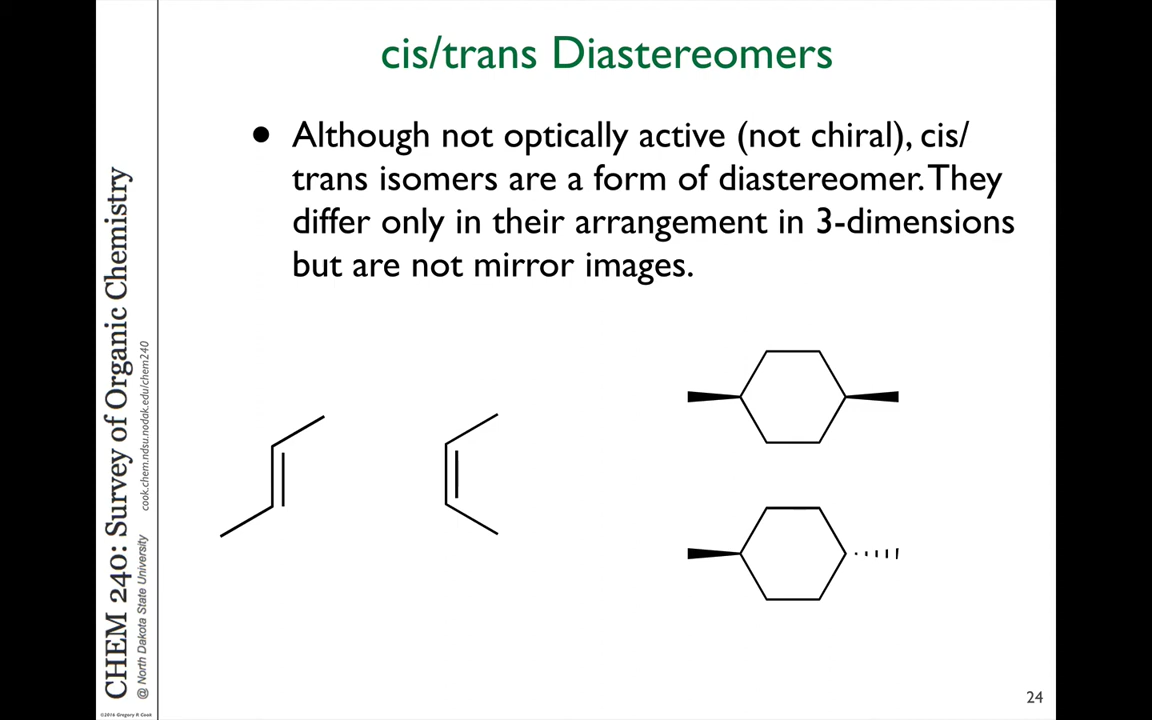 cis/trans Diastereomers
• Although not optically active (not chiral), cis/
trans isomers are a form of diastereomer. They
differ only in their arrangement in 3-dimensions
but are not mirror images.
CHEM 240: Survey of Organic Chemistry
@ North Dakota State University cook.chem.ndsu.nodak.edu/chem240
©2016 Gregory R Cook
24